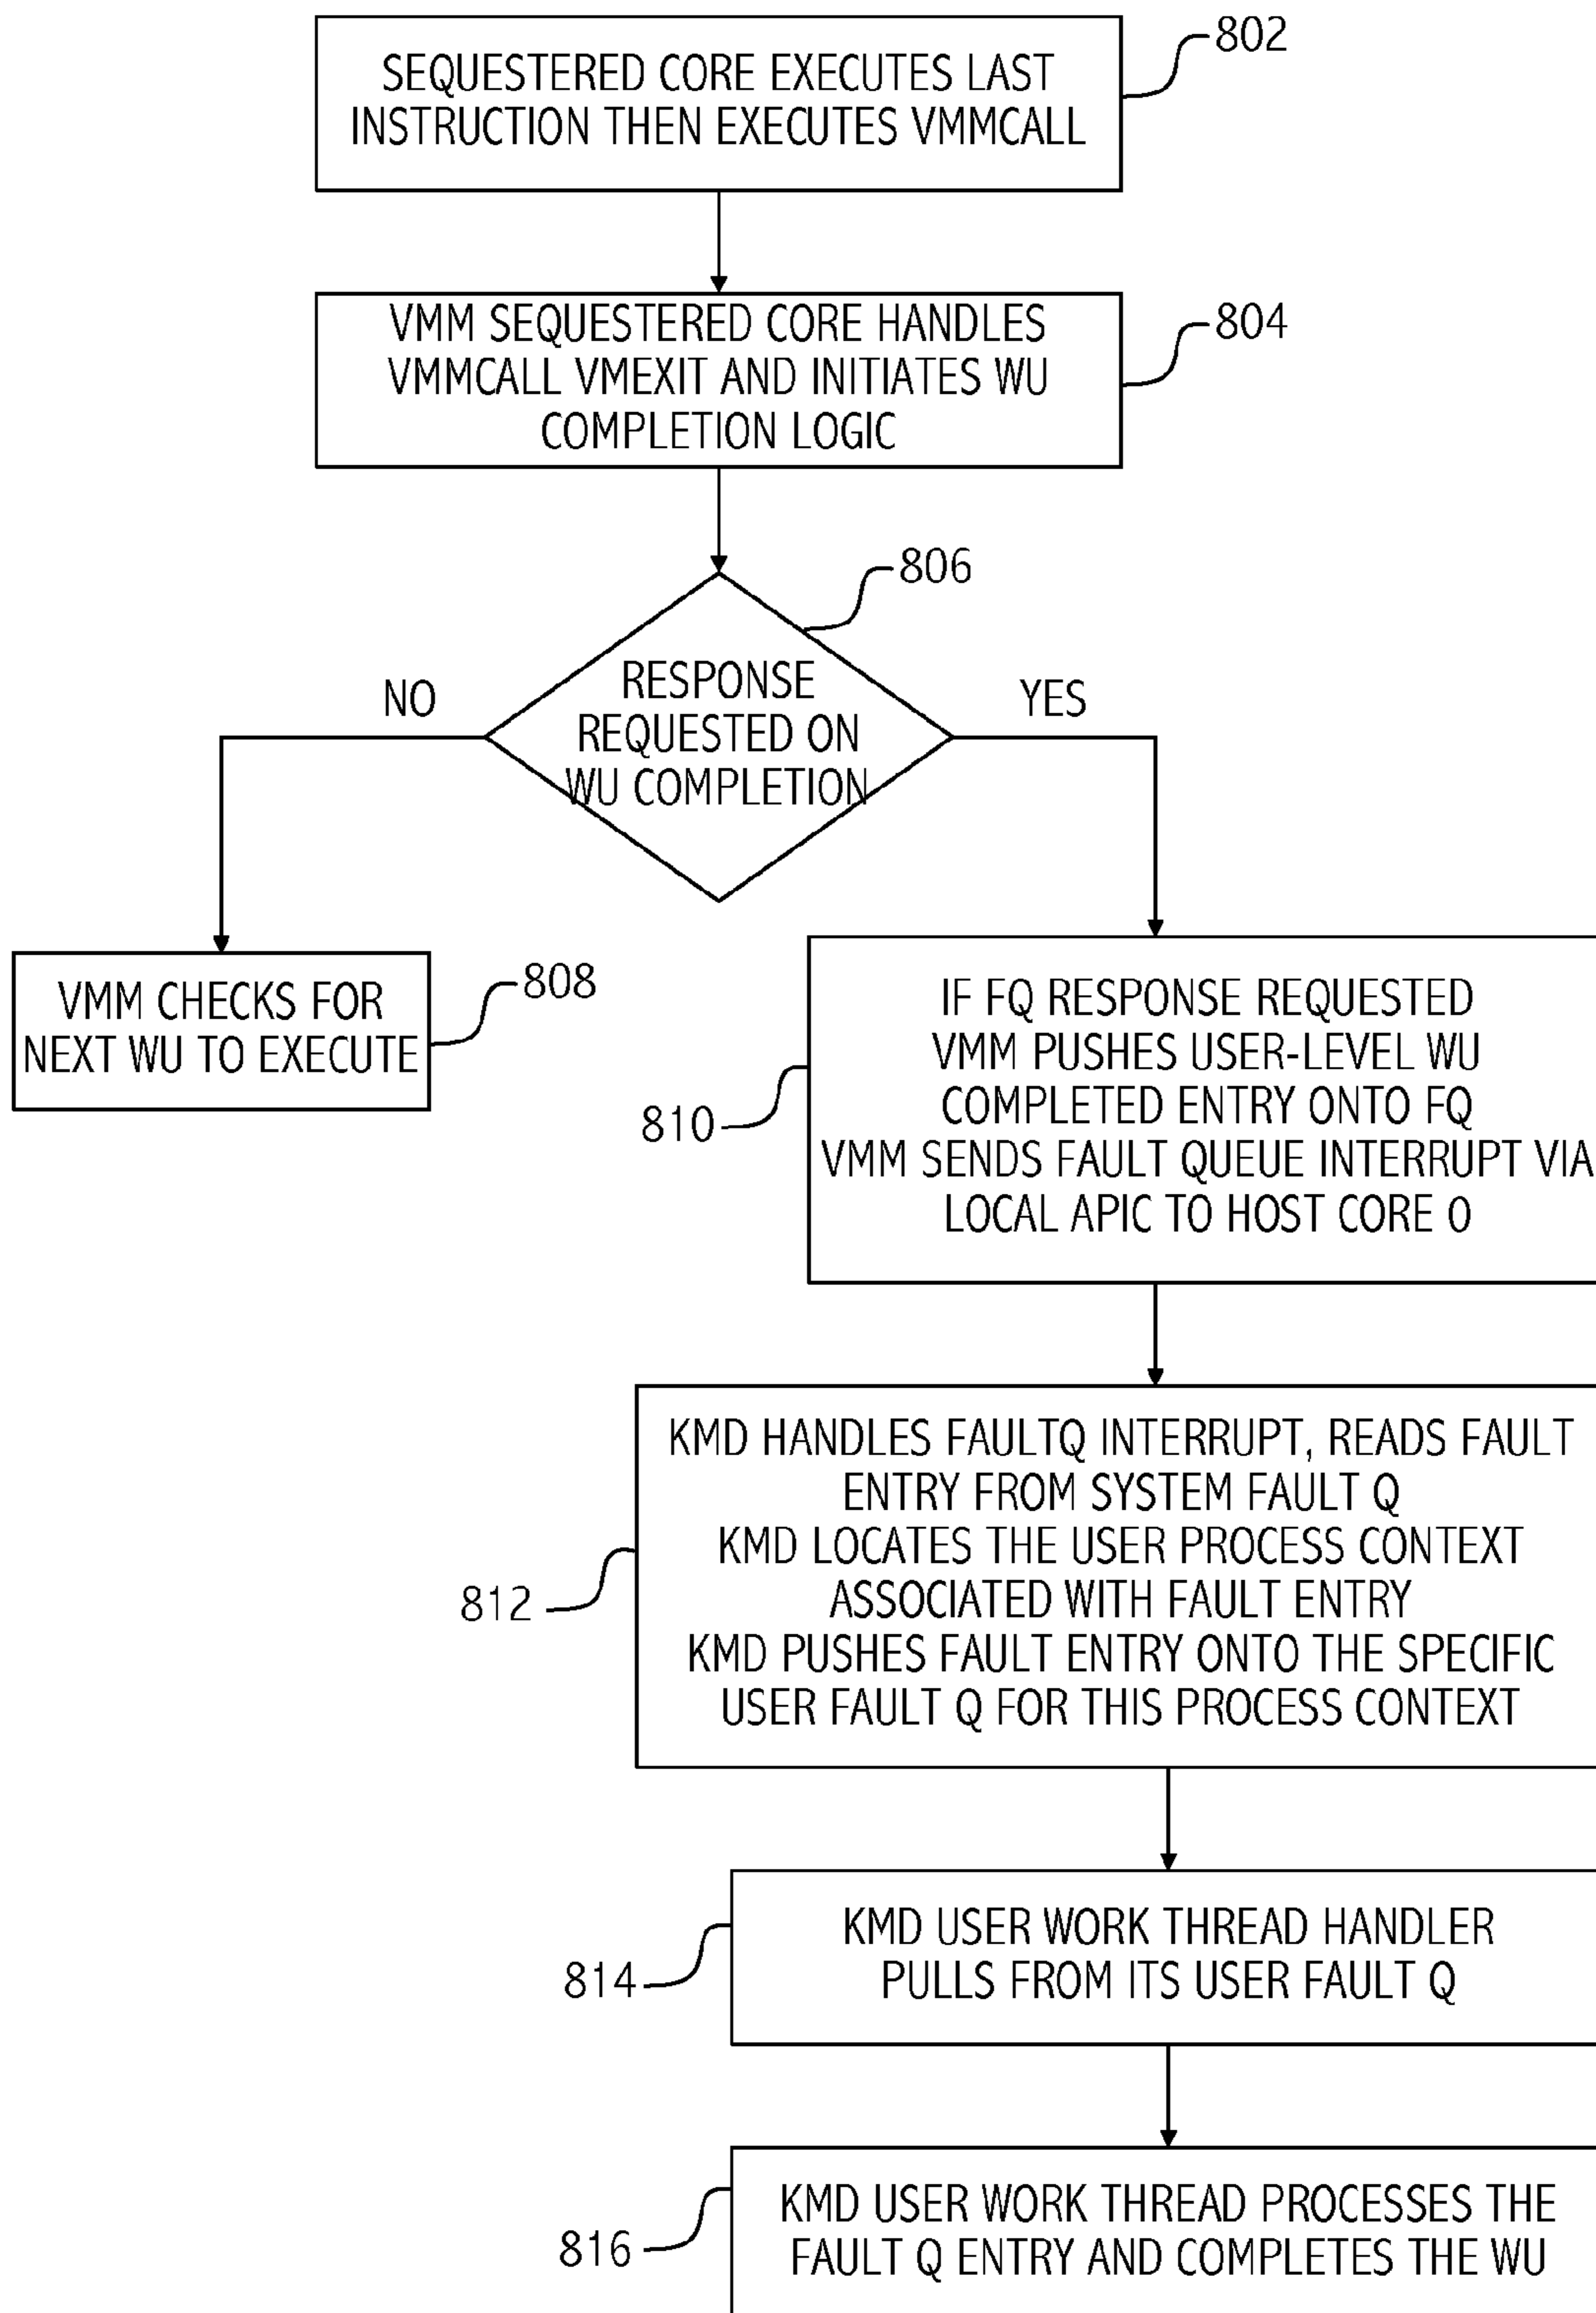 802
SEQUESTERED CORE EXECUTES LAST
INSTRUCTION THEN EXECUTES VMMCALL
VMM SEQUESTERED CORE HANDLES
VMMCALL VMEXIT AND INITIATES WU
COMPLETION LOGIC
804
806
RESPONSE
REQUESTED ON
WU COMPLETION
NO
YES
VMM CHECKS FOR
NEXT WU TO EXECUTE
808
IF FQ RESPONSE REQUESTED
VMM PUSHES USER-LEVEL WU
COMPLETED ENTRY ONTO FQ
VMM SENDS FAULT QUEUE INTERRUPT VIA
LOCAL APIC TO HOST CORE 0
810
KMD HANDLES FAULTQ INTERRUPT, READS FAULT
ENTRY FROM SYSTEM FAULT Q
KMD LOCATES THE USER PROCESS CONTEXT
ASSOCIATED WITH FAULT ENTRY
KMD PUSHES FAULT ENTRY ONTO THE SPECIFIC
USER FAULT Q FOR THIS PROCESS CONTEXT
812
KMD USER WORK THREAD HANDLER
PULLS FROM ITS USER FAULT Q
814
KMD USER WORK THREAD PROCESSES THE
FAULT Q ENTRY AND COMPLETES THE WU
816